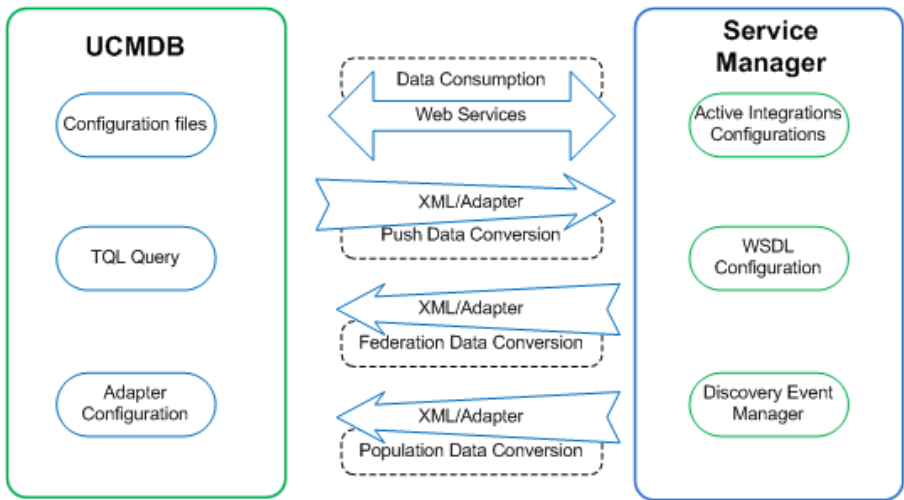 UCMDB
Configuration files
TQL Query
Adapter
Configuration
Data Consumption
Web Services
XML/Adapter
Push Data Conversion
XML/Adapter
Federation Data Conversion
XML/Adapter
Population Data Conversion
Service
Manager
Active Integrations
Configurations
WSDL
Configuration
Discovery Event
Manager